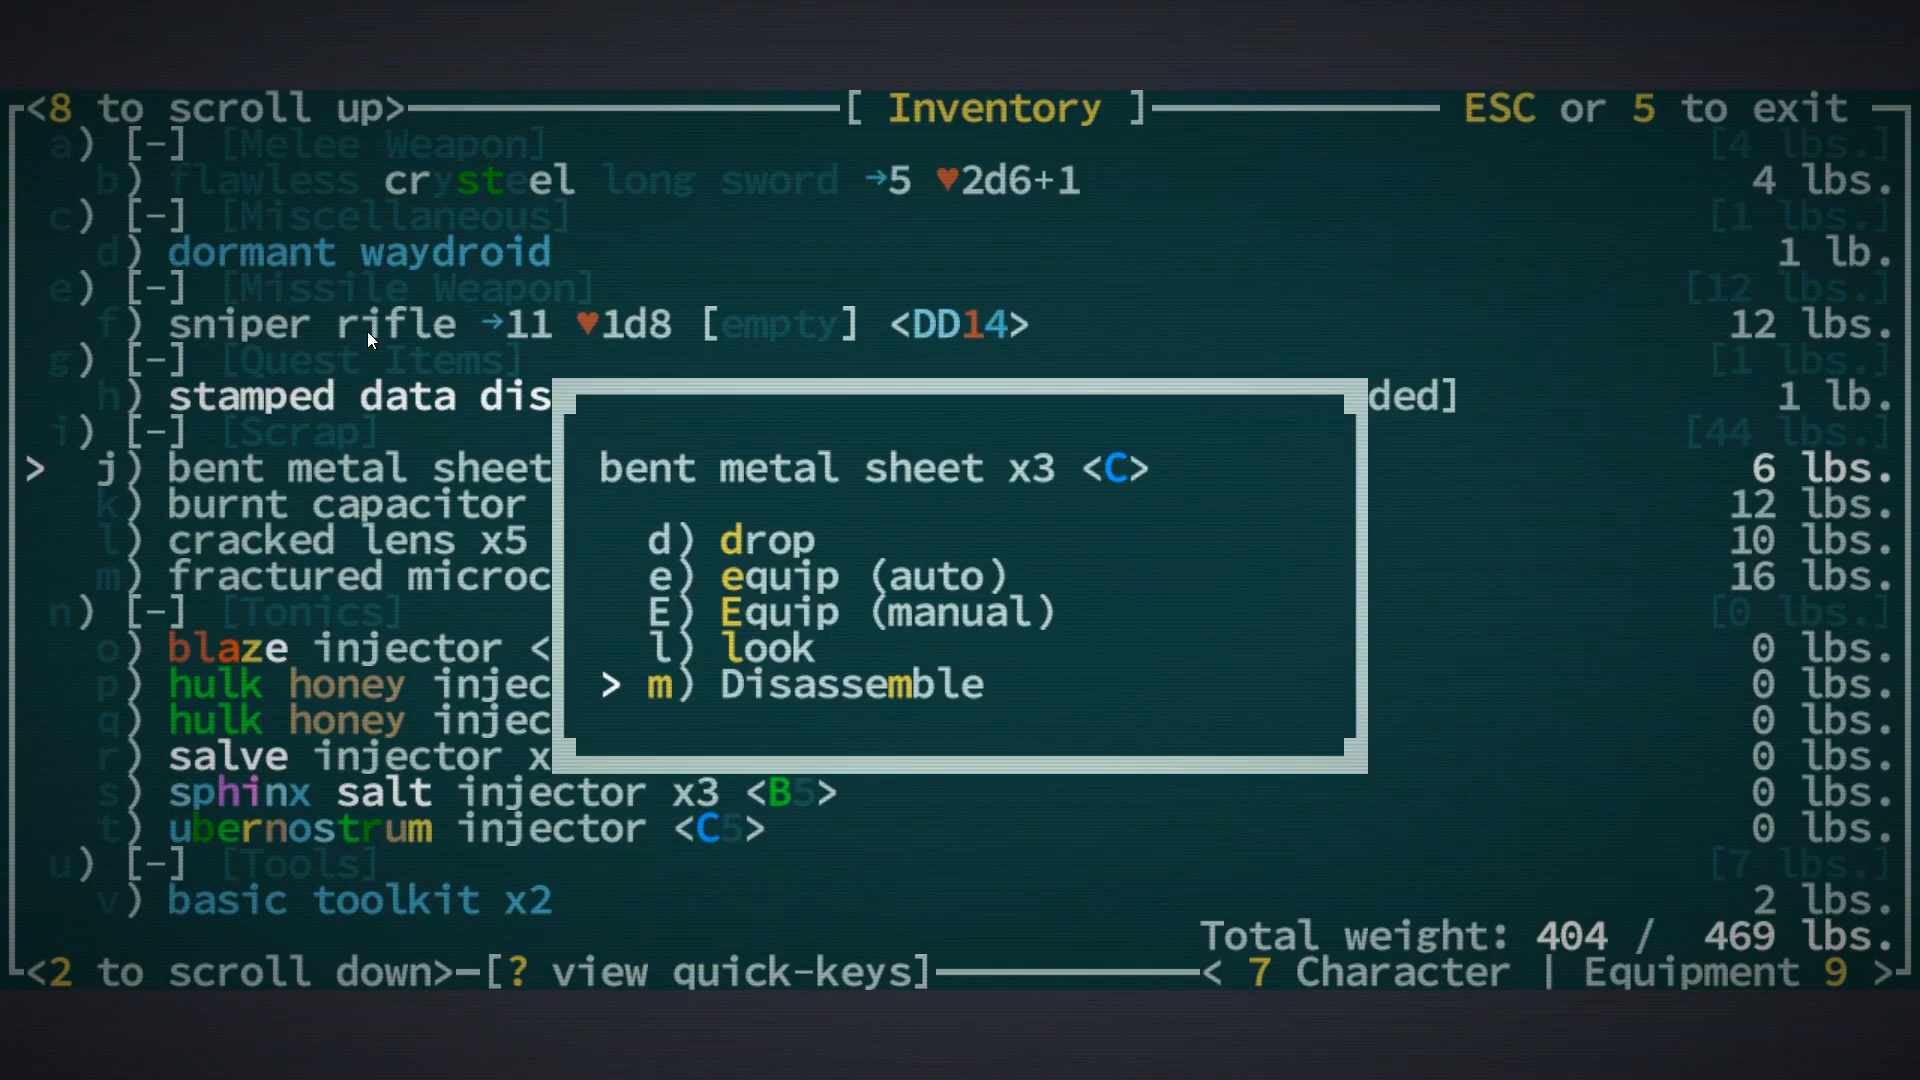 <8 to scroll up> [ Inventory ] ESC or 5 to exit
a) [-] [Melee Weapon] [4 lbs.]
b) flawless crysteel long sword →5 ♥2d6+1 4 lbs.
c) [-] [Miscellaneous] [1 lbs.]
d) dormant waydroid 1 lb.
e) [-] [Missile Weapon] [12 lbs.]
f) sniper rifle →11 ♥1d8 [empty] <DD14> 12 lbs.
g) [-] [Quest Items] [1 lbs.]
h) stamped data dis ded] 1 lb.
i) [-] [Scrap] [44 lbs.]
> j) bent metal sheet 6 lbs.
k) burnt capacitor 12 lbs.
l) cracked lens x5 10 lbs.
m) fractured microc 16 lbs.
n) [-] [Tonics] [0 lbs.]
o) blaze injector < 0 lbs.
p) hulk honey injec 0 lbs.
q) hulk honey injec 0 lbs.
r) salve injector x 0 lbs.
s) sphinx salt injector x3 <B5> 0 lbs.
t) ubernostrum injector <C5> 0 lbs.
u) [-] [Tools] [7 lbs.]
v) basic toolkit x2 2 lbs.
Total weight: 404 / 469 lbs.
<2 to scroll down> [? view quick-keys] < 7 Character | Equipment 9 >
bent metal sheet x3 <C>
d) drop
e) equip (auto)
E) Equip (manual)
l) look
> m) Disassemble